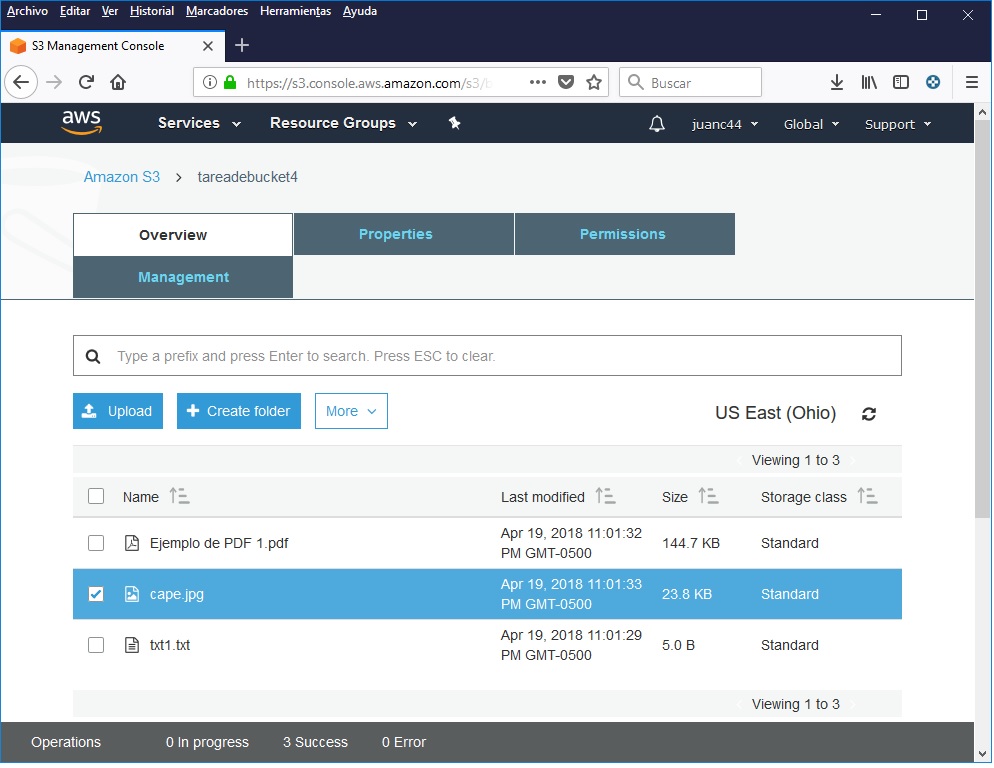 Archivo Editar Ver Historial Marcadores Herramientas Ayuda
S3 Management Console
https://s3.console.aws.amazon.com/s3/b
Buscar
aws Services Resource Groups juanc44 Global Support
Amazon S3 > tareadebucket4
Overview Properties Permissions
Management
Type a prefix and press Enter to search. Press ESC to clear.
Upload Create folder More US East (Ohio)
Viewing 1 to 3
Name Last modified Size Storage class
Ejemplo de PDF 1.pdf Apr 19, 2018 11:01:32 PM GMT-0500 144.7 KB Standard
cape.jpg Apr 19, 2018 11:01:33 PM GMT-0500 23.8 KB Standard
txt1.txt Apr 19, 2018 11:01:29 PM GMT-0500 5.0 B Standard
Viewing 1 to 3
Operations 0 In progress 3 Success 0 Error